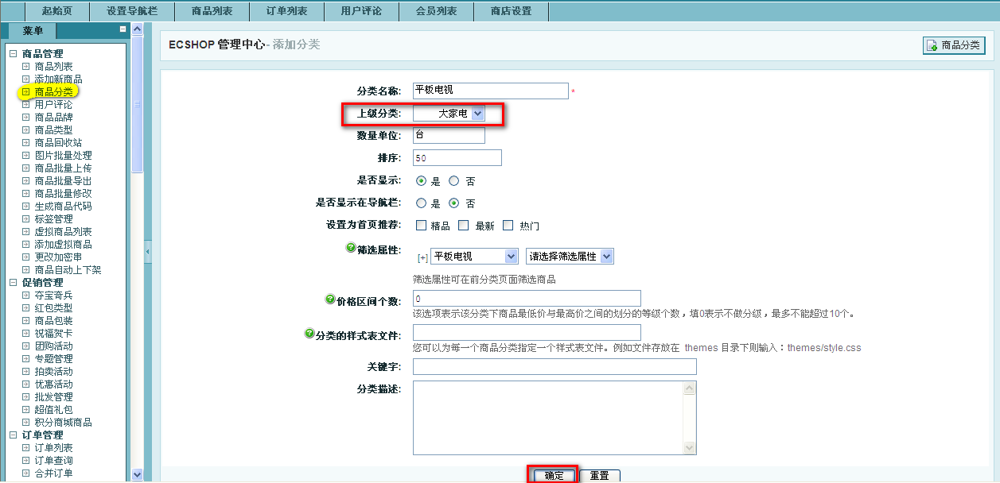 起始页 设置导航栏 商品列表 订单列表 用户评论 会员列表 商店设置
菜单
商品管理
商品列表
添加新商品
商品分类
用户评论
商品品牌
商品类型
商品回收站
图片批量处理
商品批量上传
商品批量导出
商品批量修改
生成商品代码
标签管理
虚拟商品列表
添加虚拟商品
更改加密串
商品自动上下架
促销管理
夺宝奇兵
红包类型
商品包装
祝福贺卡
团购活动
专题管理
拍卖活动
优惠活动
批发管理
超值礼包
积分商城商品
订单管理
订单列表
订单查询
合并订单
ECSHOP 管理中心 - 添加分类
商品分类
分类名称: 平板电视 *
上级分类: 大家电
数量单位: 台
排序: 50
是否显示: 是 否
是否显示在导航栏: 是 否
设置为首页推荐: 精品 最新 热门
筛选属性: [+] 平板电视 请选择筛选属性
筛选属性可在前分类页面筛选商品
价格区间个数: 0
该选项表示该分类下商品最低价与最高价之间的划分的等级个数，填0表示不做分级，最多不能超过10个。
分类的样式表文件:
您可以为每一个商品分类指定一个样式表文件。例如文件存放在 themes 目录下则输入：themes/style.css
关键字:
分类描述:
确定 重置